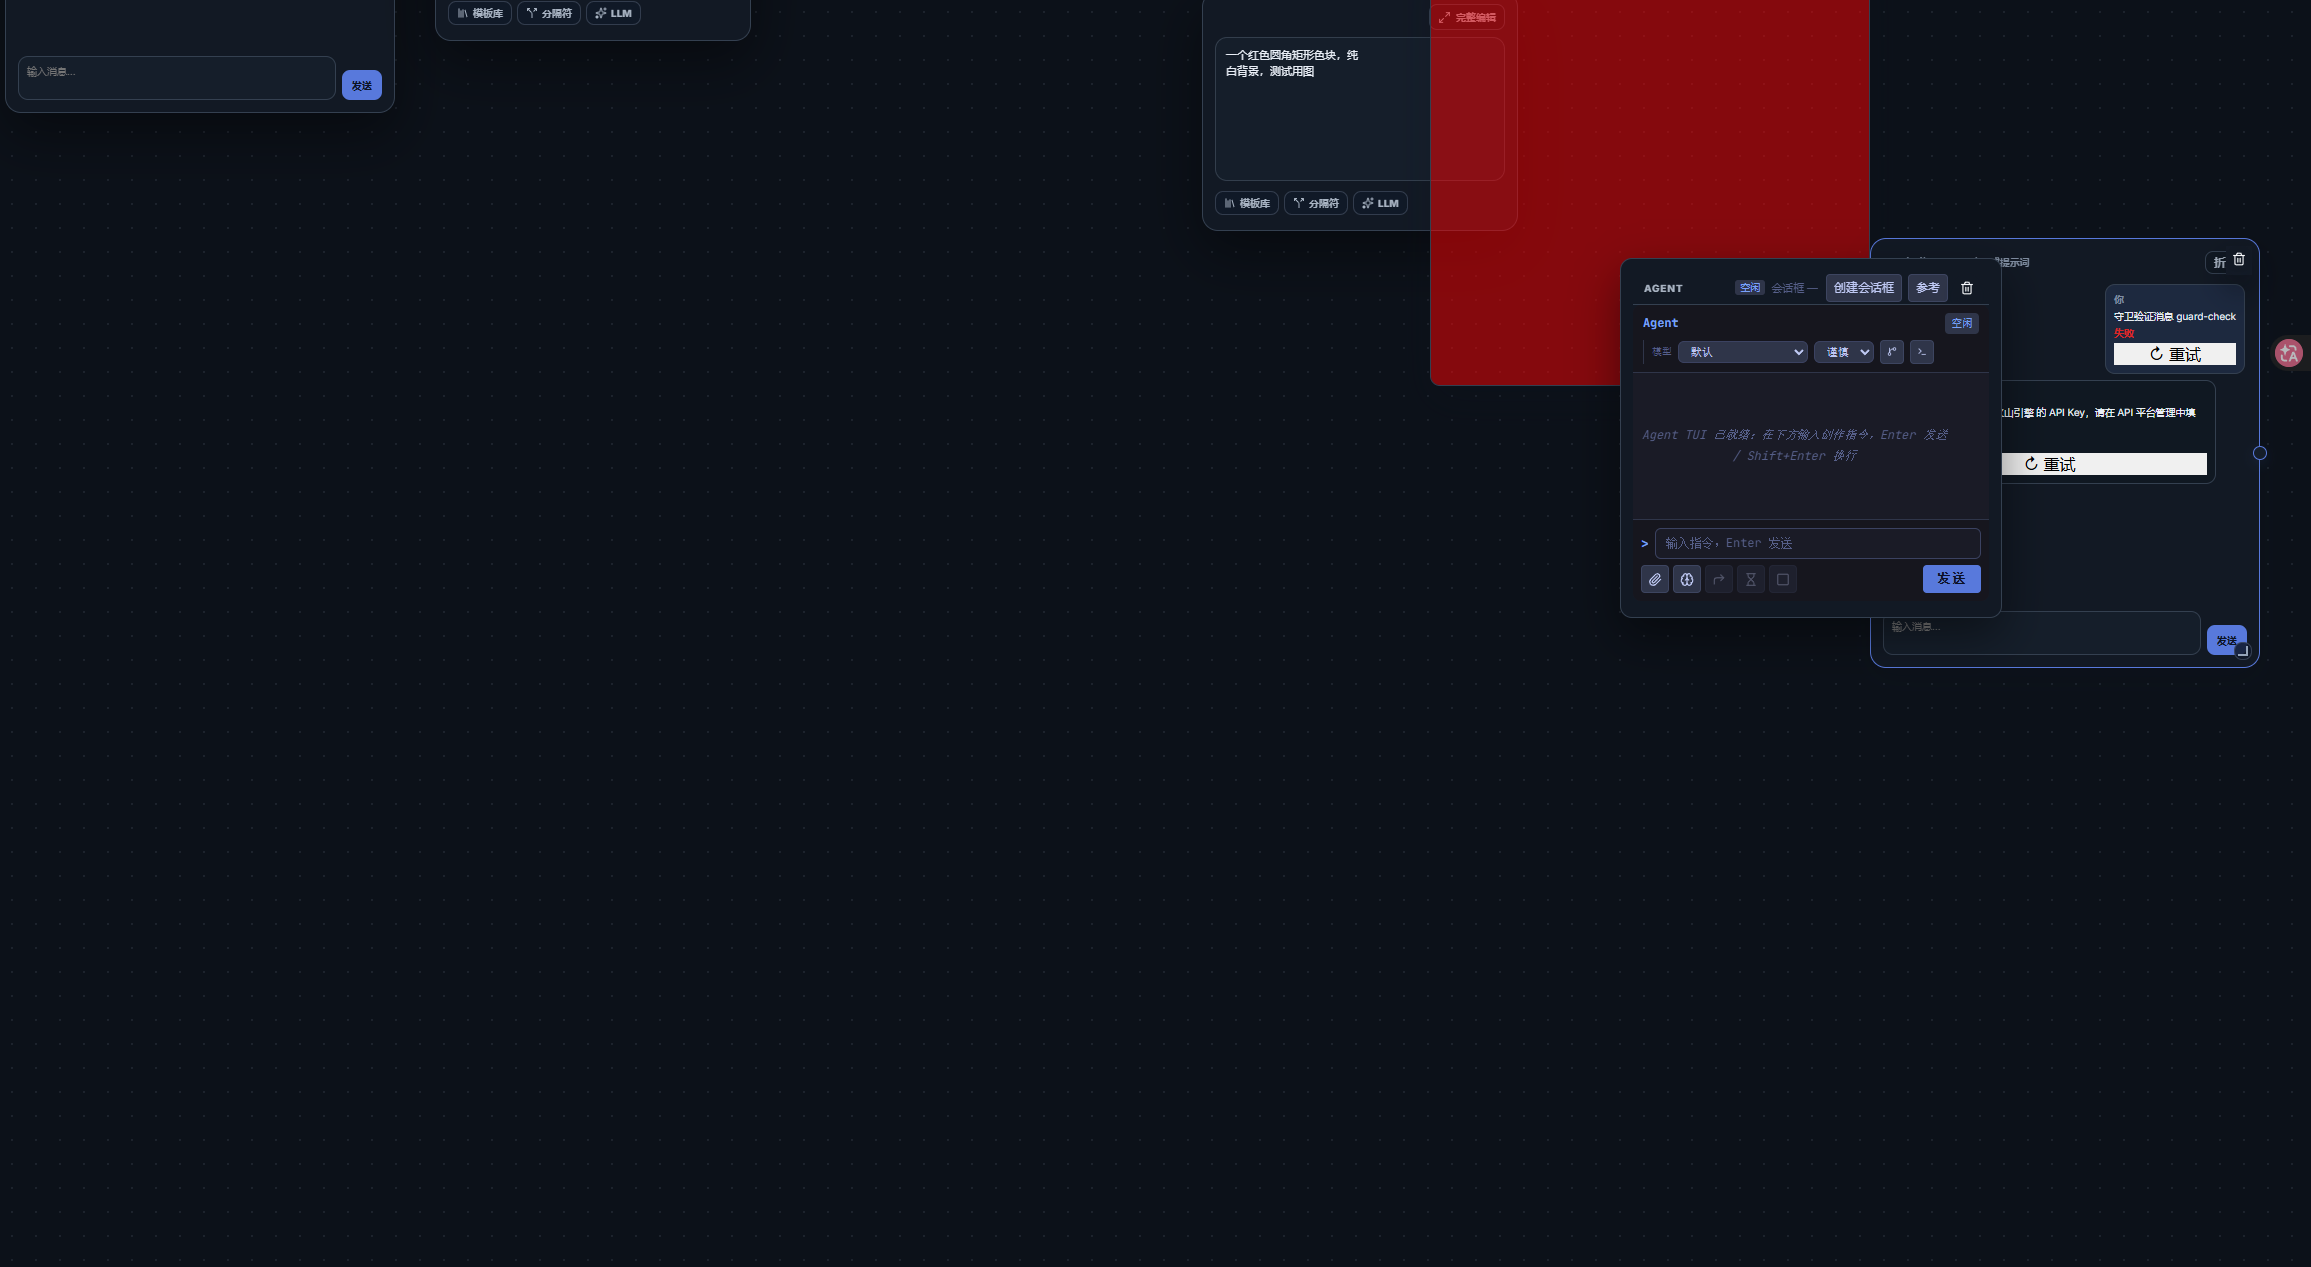 模板库 分隔符 LLM
输入消息...
发送
完整编辑
一个红色圆角矩形色块，纯
白背景，测试用图
模板库 分隔符 LLM
提示词
折
你
守卫验证消息 guard-check
失败
重试
山引擎 的 API Key，请在 API 平台管理中填
重试
输入消息...
发送
AGENT 空闲 会话框 — 创建会话框 参考
Agent 空闲
模型 默认 谨慎
Agent TUI 已就绪：在下方输入创作指令，Enter 发送
/ Shift+Enter 换行
> 输入指令，Enter 发送
发送